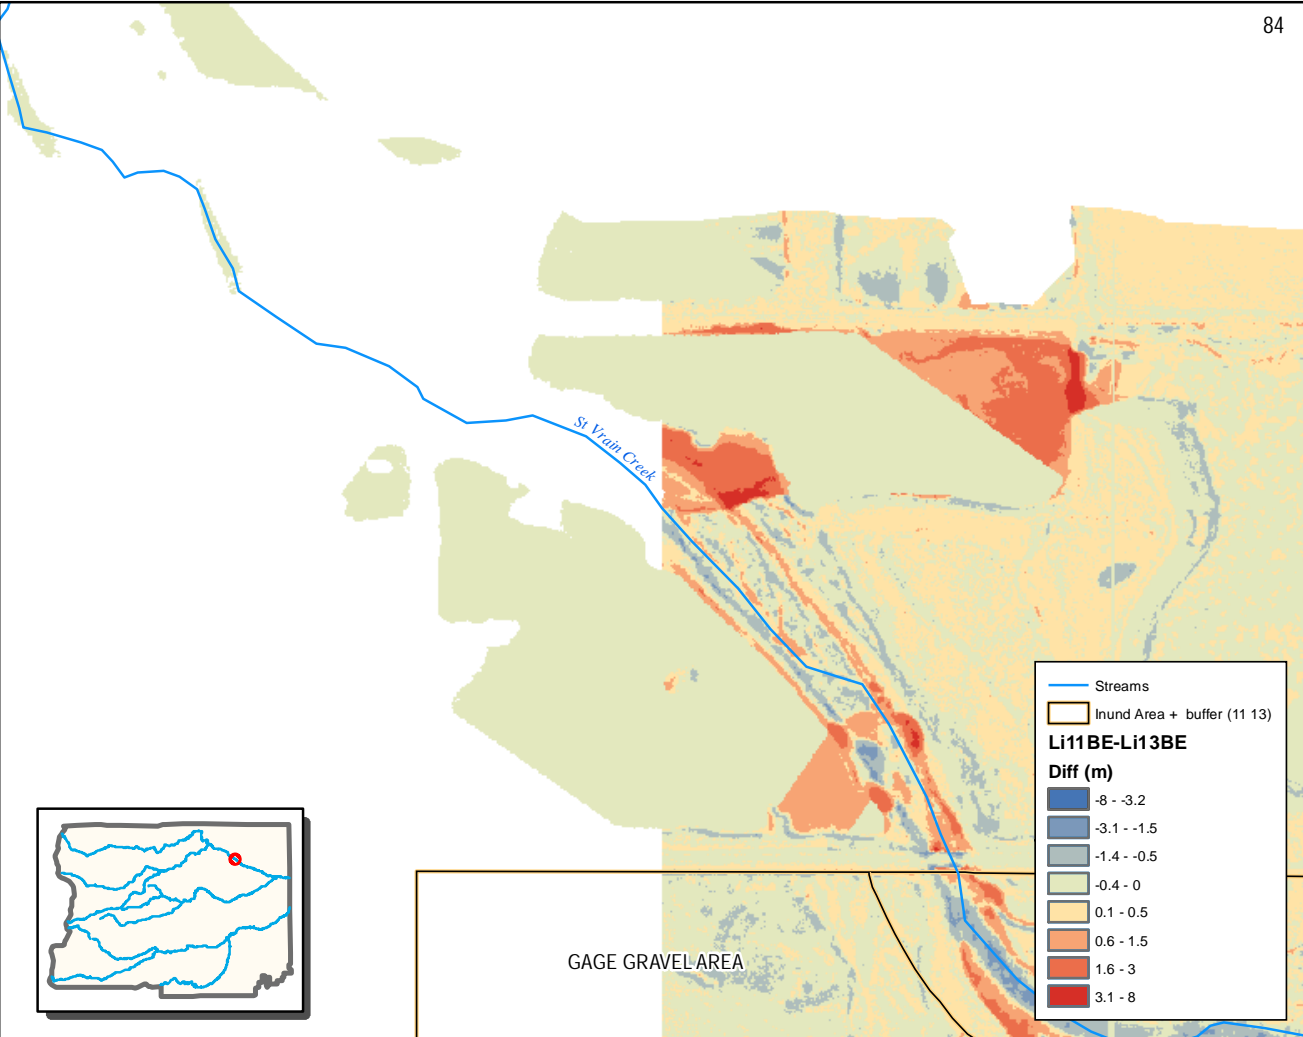 84
St Vrain Creek
Streams
Inund Area + buffer (11 13)
Li11BE-Li13BE
Diff (m)
-8 - -3.2
-3.1 - -1.5
-1.4 - -0.5
-0.4 - 0
0.1 - 0.5
0.6 - 1.5
1.6 - 3
3.1 - 8
GAGE GRAVEL AREA